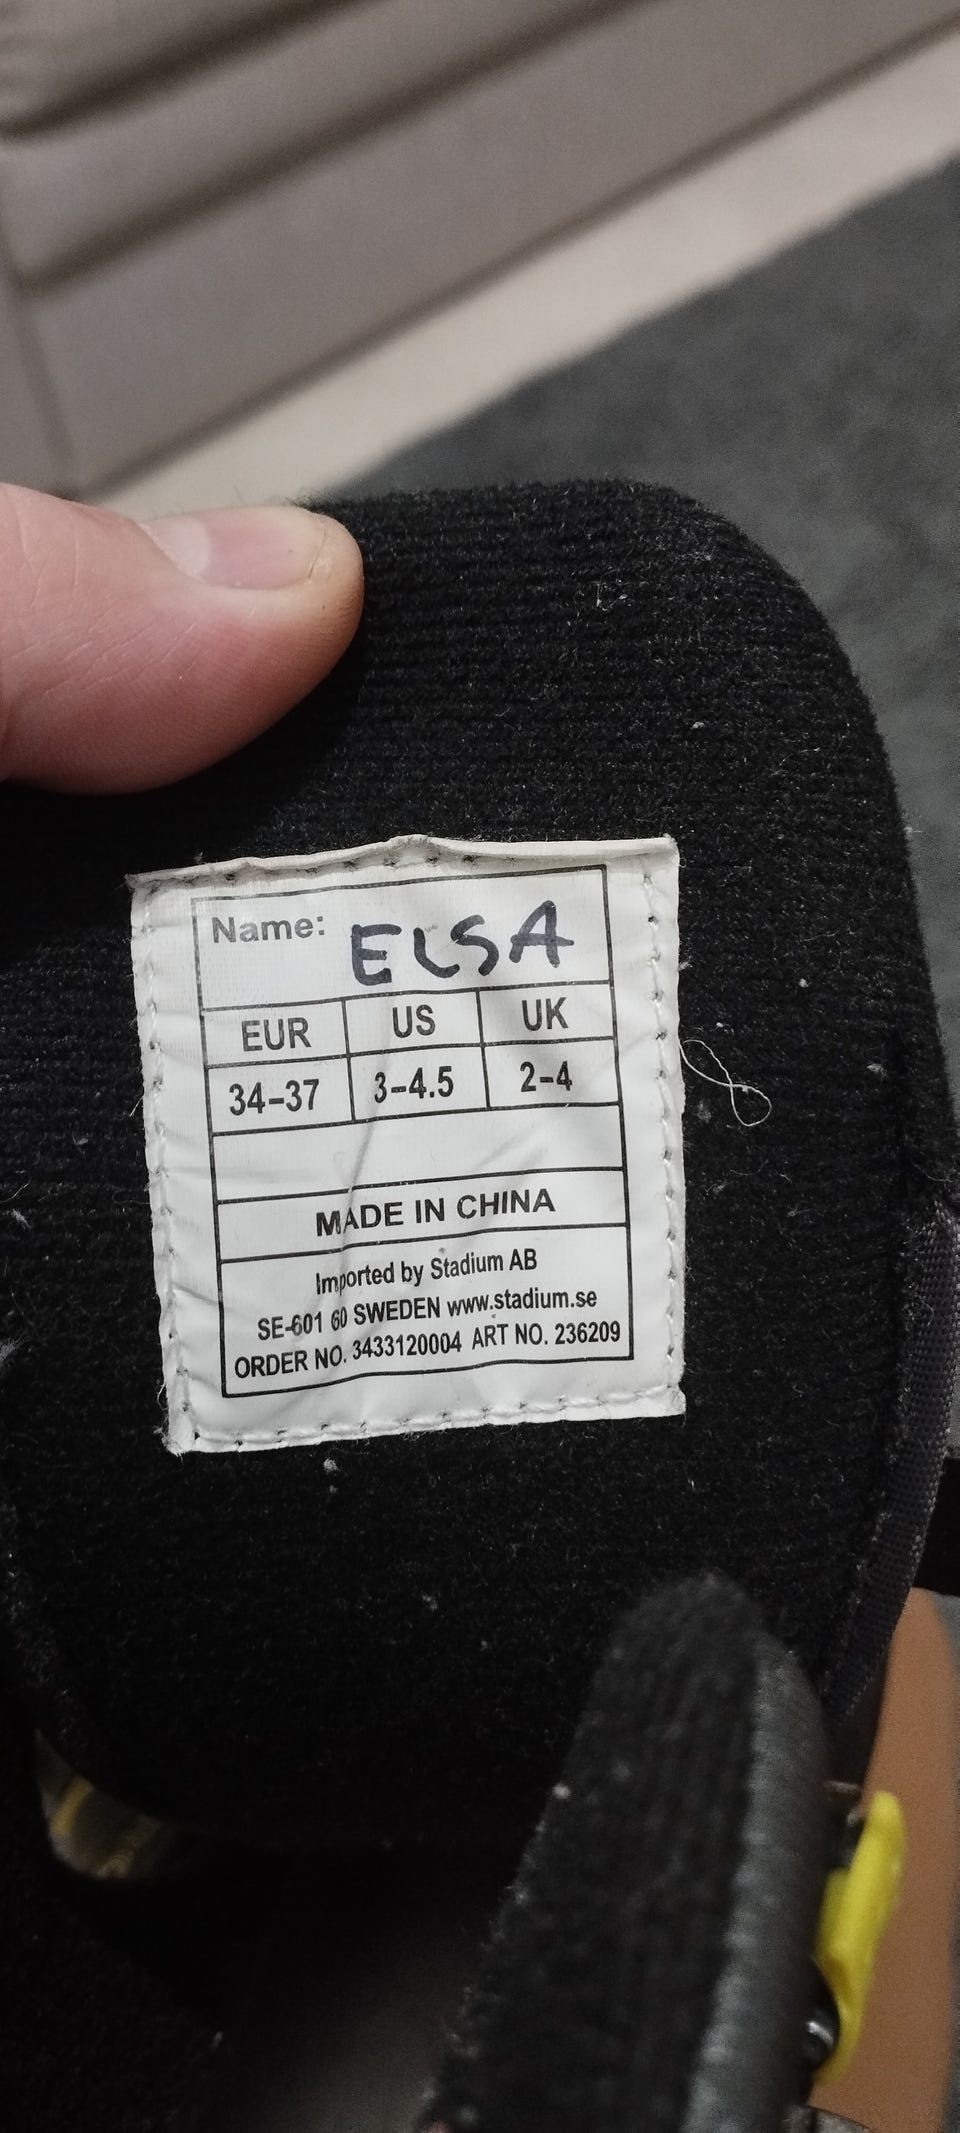 Name: ELSA
EUR US UK
34-37 3-4.5 2-4
MADE IN CHINA
Imported by Stadium AB
SE-601 60 SWEDEN www.stadium.se
ORDER NO. 3433120004 ART NO. 236209